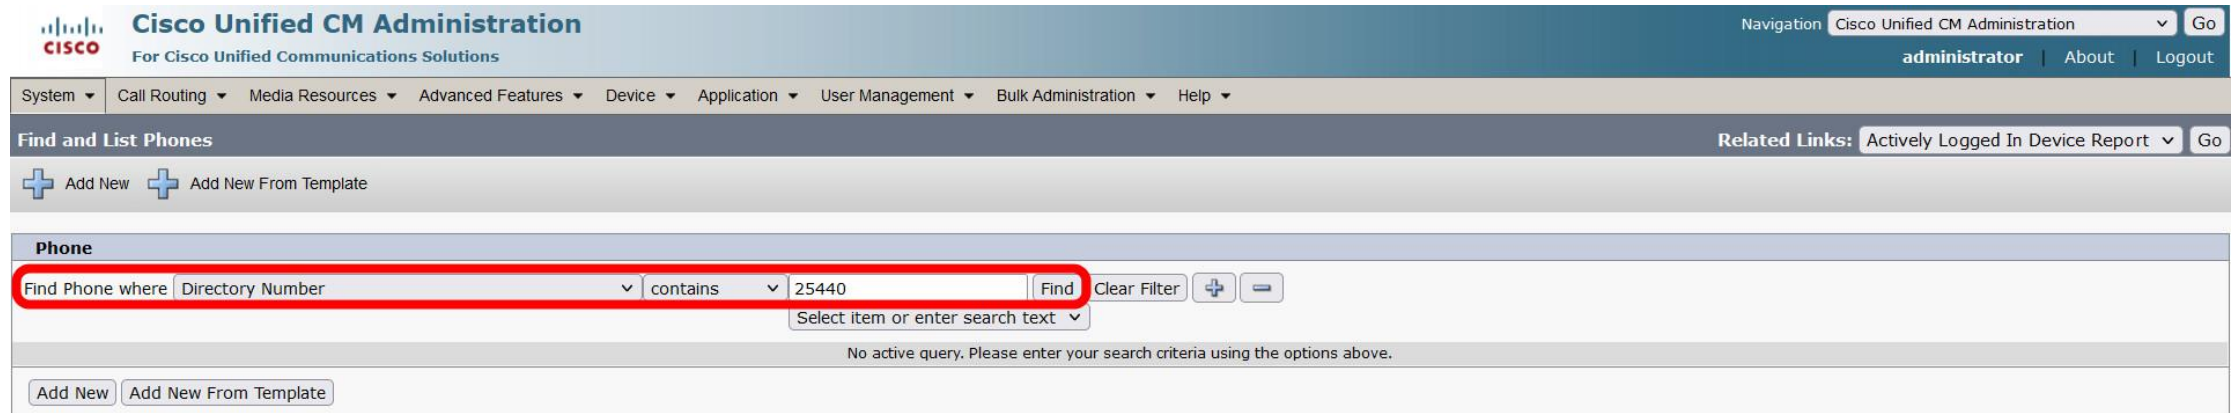 Cisco Unified CM Administration Navigation Cisco Unified CM Administration Go
CISCO For Cisco Unified Communications Solutions administrator | About | Logout
System Call Routing Media Resources Advanced Features Device Application User Management Bulk Administration Help
Find and List Phones Related Links: Actively Logged In Device Report Go
Add New Add New From Template
Phone
Find Phone where Directory Number contains 25440 Find Clear Filter
Select item or enter search text
No active query. Please enter your search criteria using the options above.
Add New Add New From Template